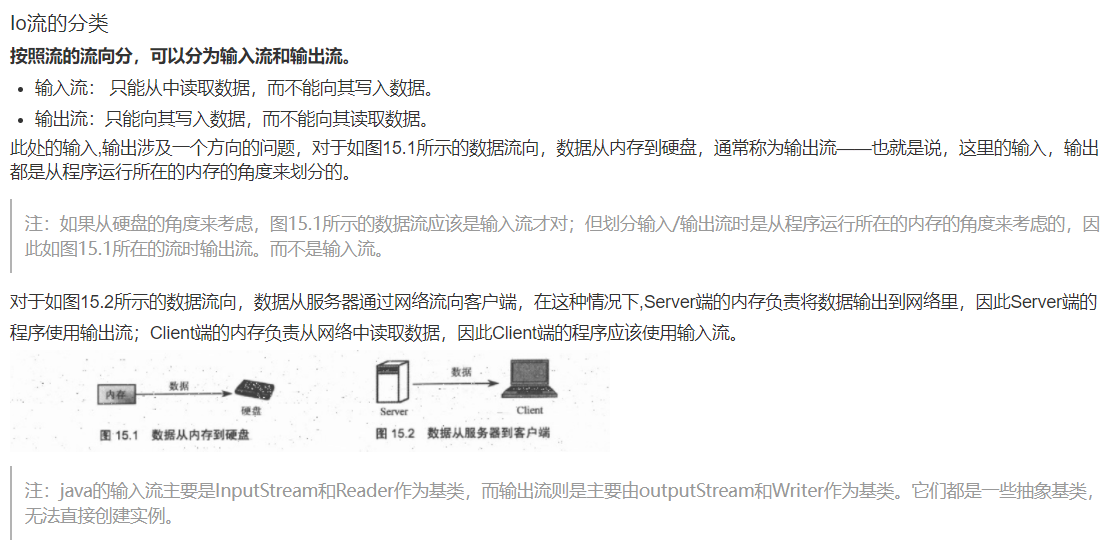 Io流的分类
按照流的流向分，可以分为输入流和输出流。
• 输入流： 只能从中读取数据，而不能向其写入数据。
• 输出流：只能向其写入数据，而不能向其读取数据。
此处的输入,输出涉及一个方向的问题，对于如图15.1所示的数据流向，数据从内存到硬盘，通常称为输出流——也就是说，这里的输入，输出
都是从程序运行所在的内存的角度来划分的。
注：如果从硬盘的角度来考虑，图15.1所示的数据流应该是输入流才对；但划分输入/输出流时是从程序运行所在的内存的角度来考虑的，因
此如图15.1所在的流时输出流。而不是输入流。
对于如图15.2所示的数据流向，数据从服务器通过网络流向客户端，在这种情况下,Server端的内存负责将数据输出到网络里，因此Server端的
程序使用输出流；Client端的内存负责从网络中读取数据，因此Client端的程序应该使用输入流。
内存 数据 硬盘
数据
Server Client
图 15.1 数据从内存到硬盘
图 15.2 数据从服务器到客户端
注：java的输入流主要是InputStream和Reader作为基类，而输出流则是主要由outputStream和Writer作为基类。它们都是一些抽象基类，
无法直接创建实例。